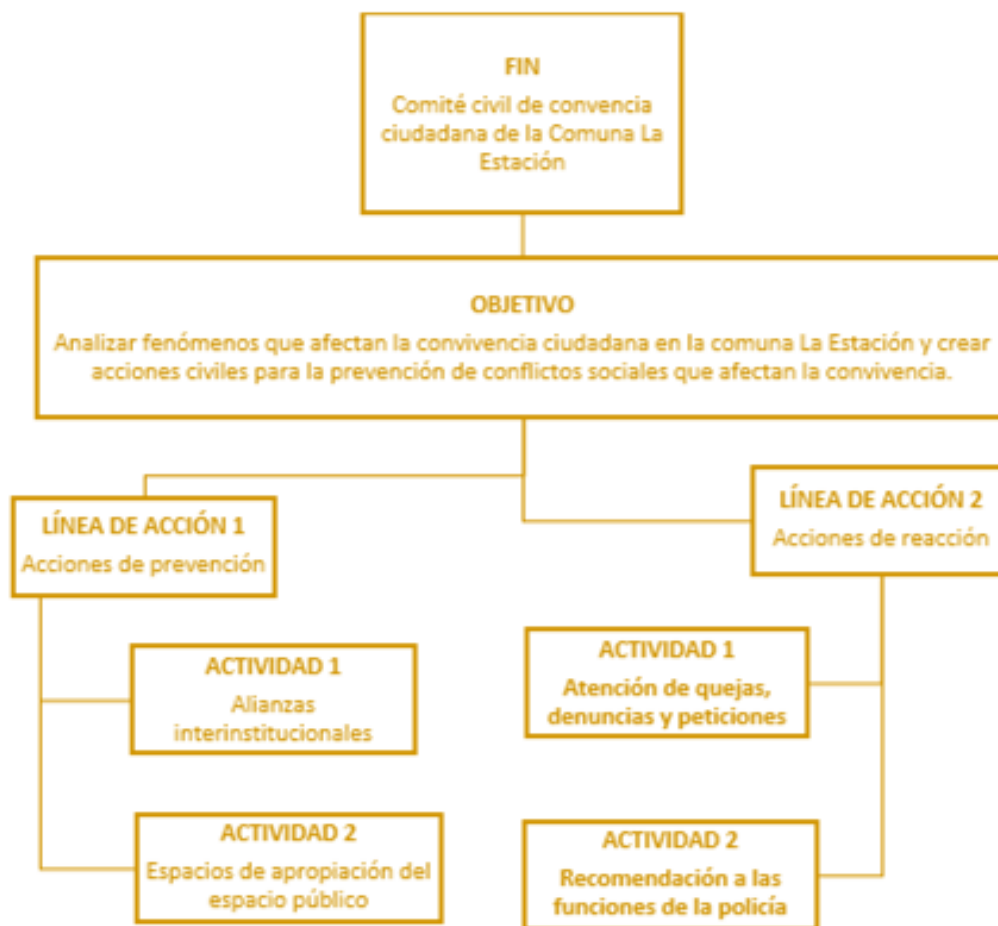 FIN
Comité civil de convencia
ciudadana de la Comuna La
Estación
OBJETIVO
Analizar fenómenos que afectan la convivencia ciudadana en la comuna La Estación y crear
acciones civiles para la prevención de conflictos sociales que afectan la convivencia.
LÍNEA DE ACCIÓN 1
Acciones de prevención
LÍNEA DE ACCIÓN 2
Acciones de reacción
ACTIVIDAD 1
Alianzas
interinstitucionales
ACTIVIDAD 1
Atención de quejas,
denuncias y peticiones
ACTIVIDAD 2
Espacios de apropiación del
espacio público
ACTIVIDAD 2
Recomendación a las
funciones de la policía